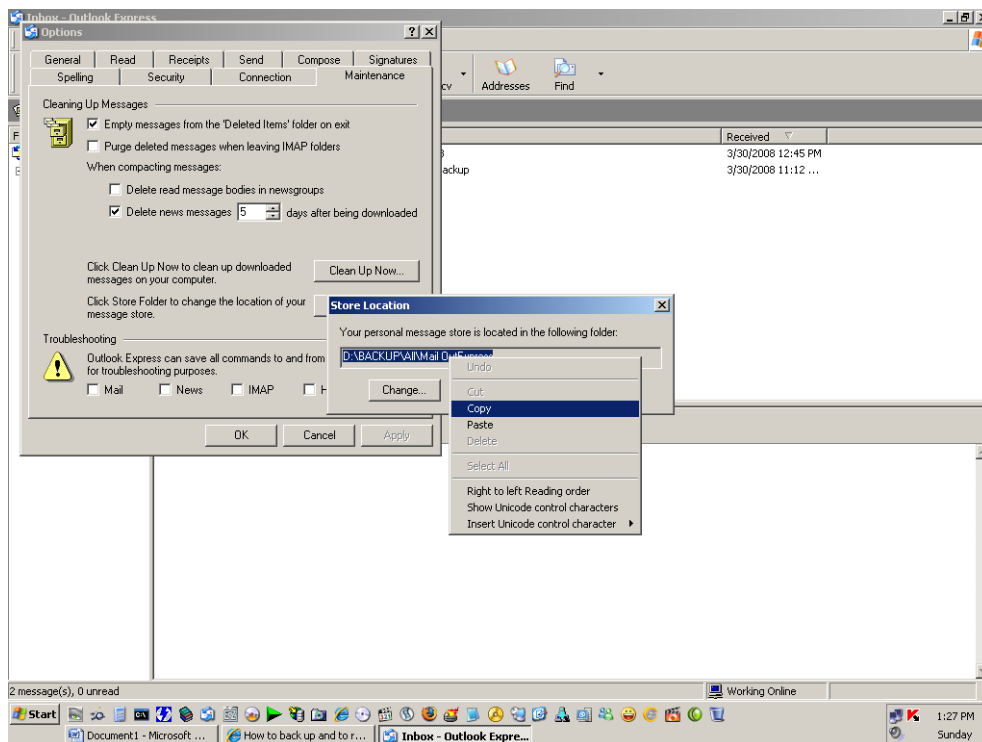 Inbox - Outlook Express
Options
General Read Receipts Send Compose Signatures
Spelling Security Connection Maintenance
Addresses Find
Cleaning Up Messages
Empty messages from the 'Deleted Items' folder on exit
Purge deleted messages when leaving IMAP folders
When compacting messages:
Delete read message bodies in newsgroups
Delete news messages 5 days after being downloaded
Click Clean Up Now to clean up downloaded
messages on your computer.
Clean Up Now...
Click Store Folder to change the location of your
message store.
Troubleshooting
Outlook Express can save all commands to and from
for troubleshooting purposes.
Mail News IMAP H
OK Cancel Apply
Received
3/30/2008 12:45 PM
ackup 3/30/2008 11:12 ...
Store Location
Your personal message store is located in the following folder:
D:\BACKUP\All\Mail OutExpress
Change...
Undo
Cut
Copy
Paste
Delete
Select All
Right to left Reading order
Show Unicode control characters
Insert Unicode control character
2 message(s), 0 unread
Working Online
Start
1:27 PM
Document1 - Microsoft ... How to back up and to r... Inbox - Outlook Expre...
Sunday